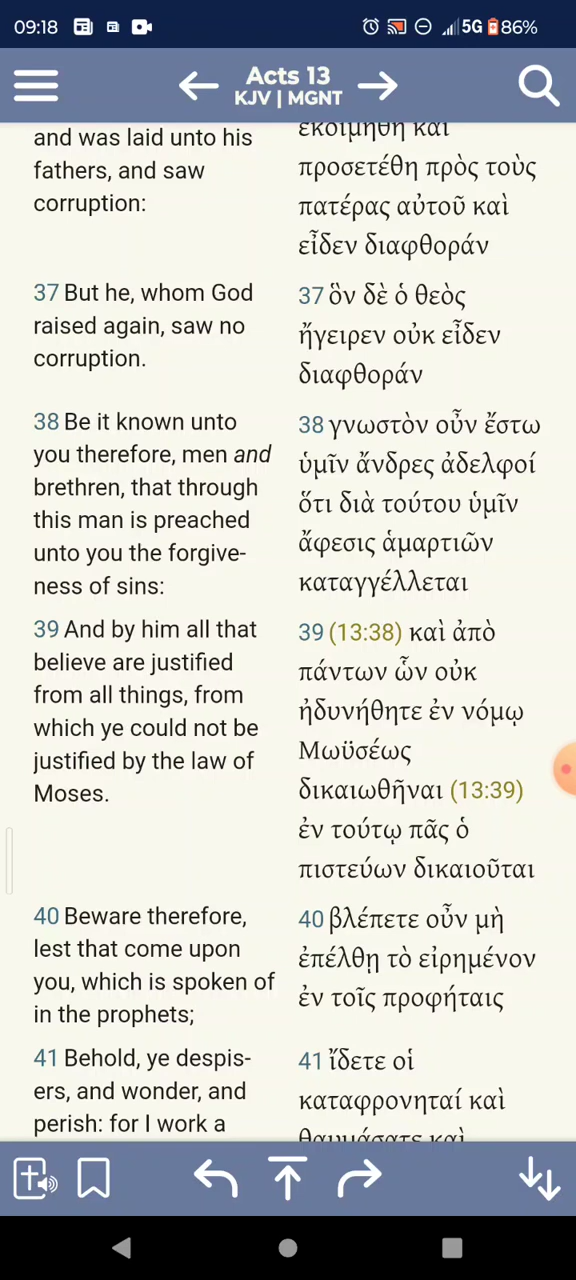 09:18
5G 86%
Acts 13
KJV | MGNT
and was laid unto his
fathers, and saw
corruption:
37 But he, whom God
raised again, saw no
corruption.
38 Be it known unto
you therefore, men and
brethren, that through
this man is preached
unto you the forgive-
ness of sins:
39 And by him all that
believe are justified
from all things, from
which ye could not be
justified by the law of
Moses.
40 Beware therefore,
lest that come upon
you, which is spoken of
in the prophets;
41 Behold, ye despis-
ers, and wonder, and
perish: for I work a
ἐκοιμήθη καὶ
προσετέθη πρὸς τοὺς
πατέρας αὐτοῦ καὶ
εἶδεν διαφθοράν
37 ὃν δὲ ὁ θεὸς
ἤγειρεν οὐκ εἶδεν
διαφθοράν
38 γνωστὸν οὖν ἔστω
ὑμῖν ἄνδρες ἀδελφοί
ὅτι διὰ τούτου ὑμῖν
ἄφεσις ἁμαρτιῶν
καταγγέλλεται
39 (13:38) καὶ ἀπὸ
πάντων ὧν οὐκ
ἠδυνήθητε ἐν νόμῳ
Μωϋσέως
δικαιωθῆναι (13:39)
ἐν τούτῳ πᾶς ὁ
πιστεύων δικαιοῦται
40 βλέπετε οὖν μὴ
ἐπέλθῃ τὸ εἰρημένον
ἐν τοῖς προφήταις
41 ἴδετε οἱ
καταφρονηταί καὶ
θαυμάσατε καὶ